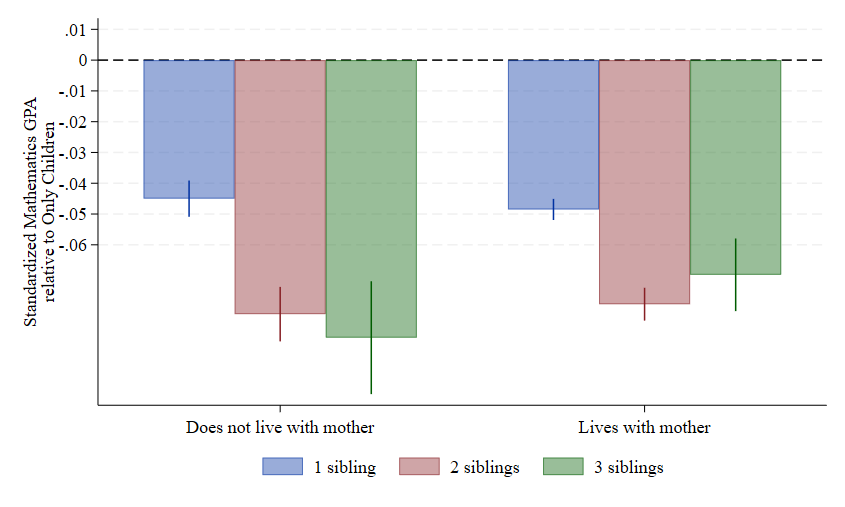 Standardized Mathematics GPA
relative to Only Children
.01
0
-.01
-.02
-.03
-.04
-.05
-.06
Does not live with mother
Lives with mother
1 sibling
2 siblings
3 siblings